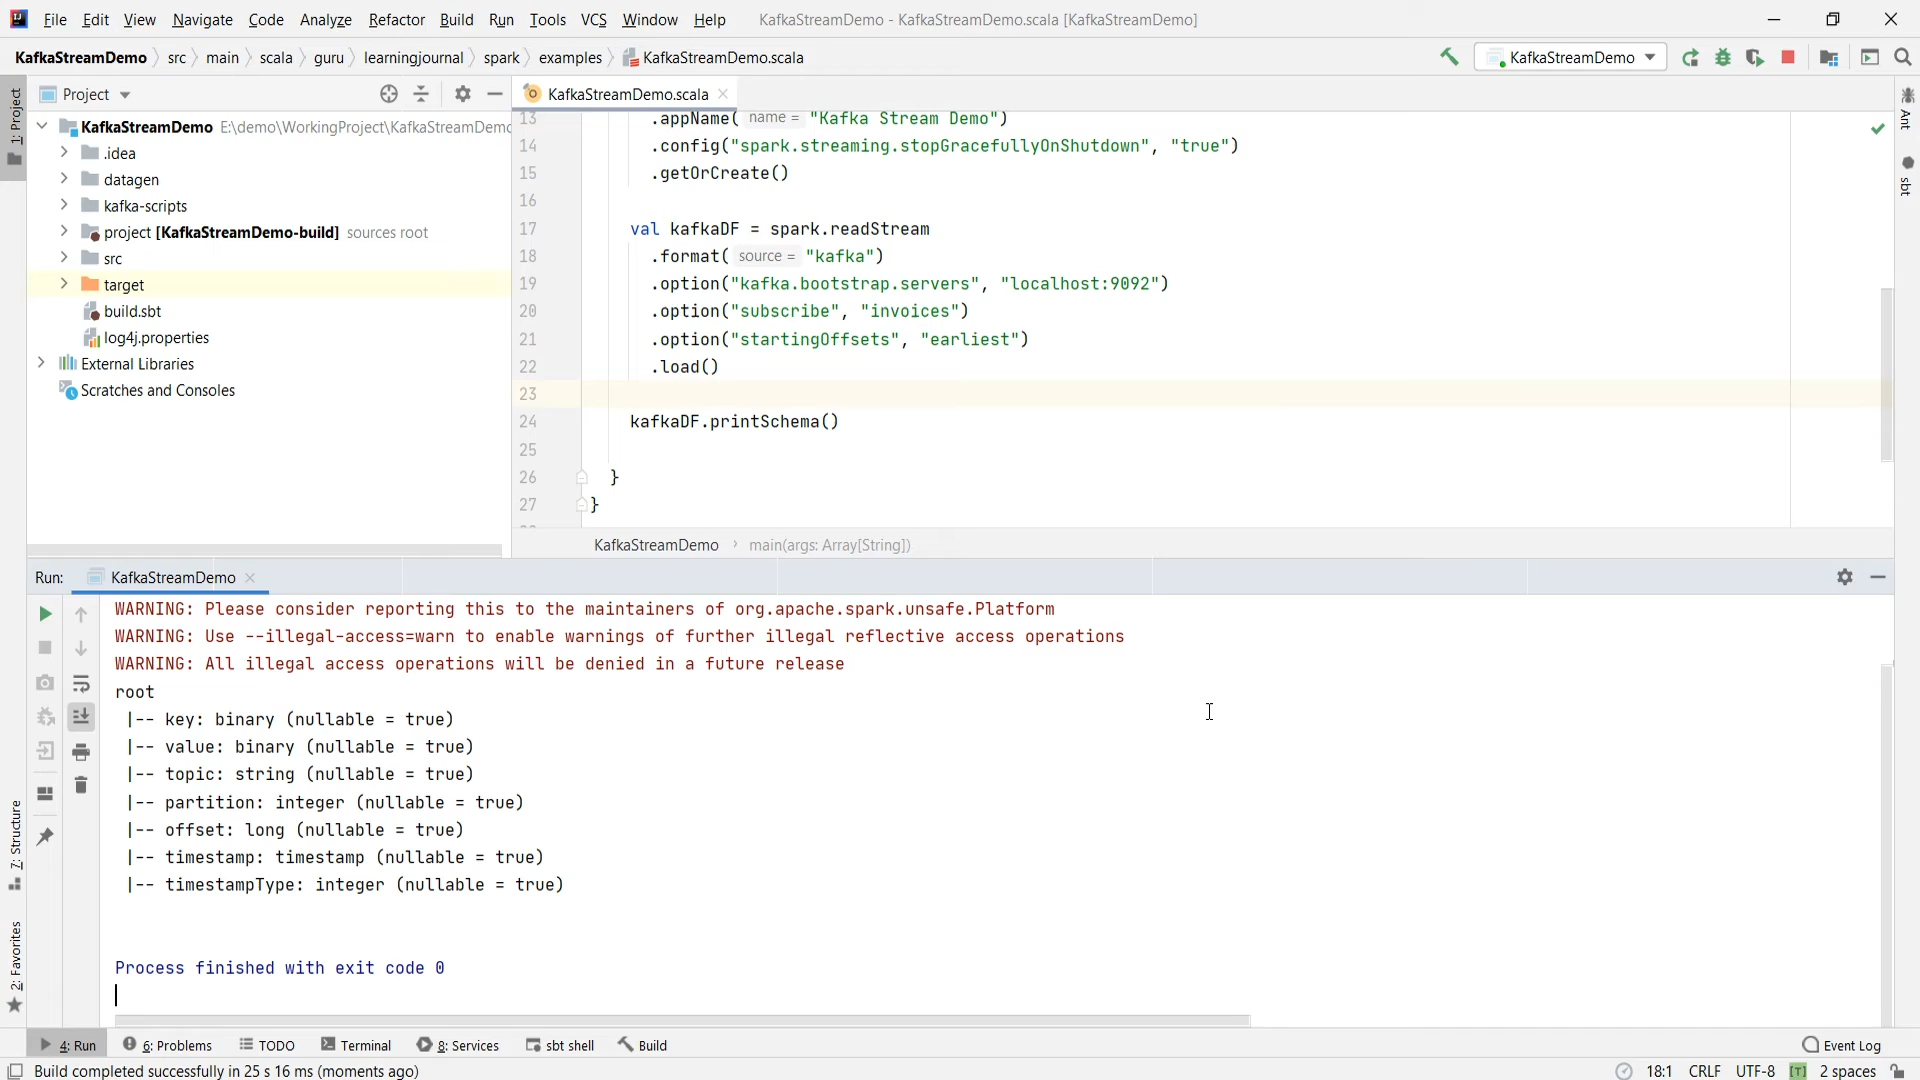 File Edit View Navigate Code Analyze Refactor Build Run Tools VCS Window Help KafkaStreamDemo - KafkaStreamDemo.scala [KafkaStreamDemo]
KafkaStreamDemo src main scala guru learningjournal spark examples KafkaStreamDemo.scala KafkaStreamDemo
1: Project
Project
KafkaStreamDemo.scala
KafkaStreamDemo E:\demo\WorkingProject\KafkaStreamDemo
.idea
datagen
kafka-scripts
project [KafkaStreamDemo-build] sources root
src
target
build.sbt
log4j.properties
External Libraries
Scratches and Consoles
13 .appName( name = "Kafka Stream Demo")
14 .config("spark.streaming.stopGracefullyOnShutdown", "true")
15 .getOrCreate()
16
17 val kafkaDF = spark.readStream
18 .format( source = "kafka")
19 .option("kafka.bootstrap.servers", "localhost:9092")
20 .option("subscribe", "invoices")
21 .option("startingOffsets", "earliest")
22 .load()
23
24 kafkaDF.printSchema()
25
26 }
27 }
KafkaStreamDemo main(args: Array[String])
Ant
sbt
Run: KafkaStreamDemo
WARNING: Please consider reporting this to the maintainers of org.apache.spark.unsafe.Platform
WARNING: Use --illegal-access=warn to enable warnings of further illegal reflective access operations
WARNING: All illegal access operations will be denied in a future release
root
|-- key: binary (nullable = true)
|-- value: binary (nullable = true)
|-- topic: string (nullable = true)
|-- partition: integer (nullable = true)
|-- offset: long (nullable = true)
|-- timestamp: timestamp (nullable = true)
|-- timestampType: integer (nullable = true)
Process finished with exit code 0
7: Structure
2: Favorites
4: Run 6: Problems TODO Terminal 8: Services sbt shell Build Event Log
Build completed successfully in 25 s 16 ms (moments ago) 18:1 CRLF UTF-8 [T] 2 spaces